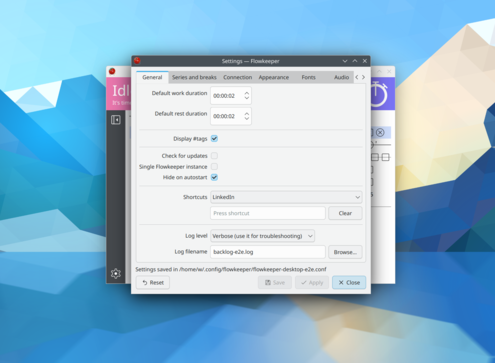 Settings — Flowkeeper
Idl
It's
General Series and breaks Connection Appearance Fonts Audio
Default work duration 00:00:02
Default rest duration 00:00:02
Display #tags
Check for updates
Single Flowkeeper instance
Hide on autostart
Shortcuts LinkedIn
Press shortcut Clear
Log level Verbose (use it for troubleshooting)
Log filename backlog-e2e.log Browse...
Settings saved in /home/w/.config/flowkeeper/flowkeeper-desktop-e2e.conf
Reset Save Apply Close